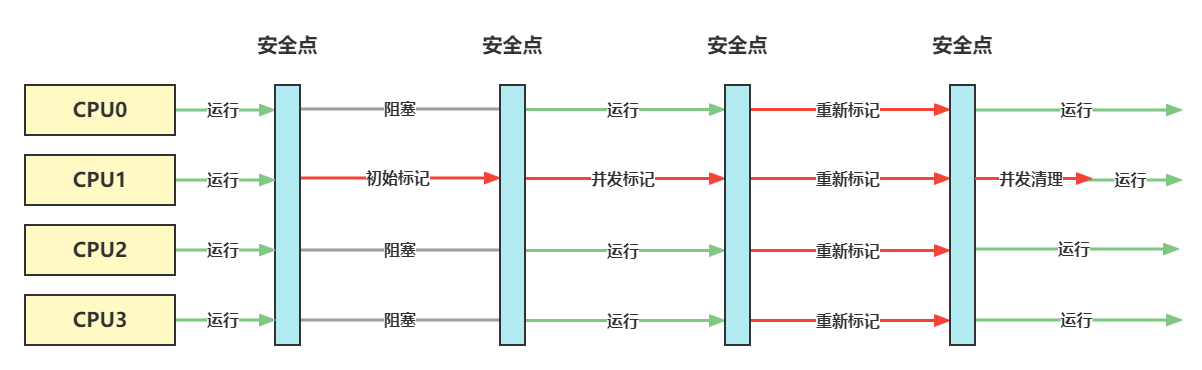 安全点 安全点 安全点 安全点
CPU0 运行 阻塞 运行 重新标记 运行
CPU1 运行 初始标记 并发标记 重新标记 并发清理 运行
CPU2 运行 阻塞 运行 重新标记 运行
CPU3 运行 阻塞 运行 重新标记 运行